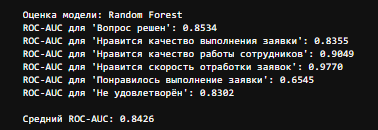 Оценка модели: Random Forest
ROC-AUC для 'Вопрос решен': 0.8534
ROC-AUC для 'Нравится качество выполнения заявки': 0.8355
ROC-AUC для 'Нравится качество работы сотрудников': 0.9049
ROC-AUC для 'Нравится скорость отработки заявок': 0.9770
ROC-AUC для 'Понравилось выполнение заявки': 0.6545
ROC-AUC для 'Не удовлетворён': 0.8302
Средний ROC-AUC: 0.8426